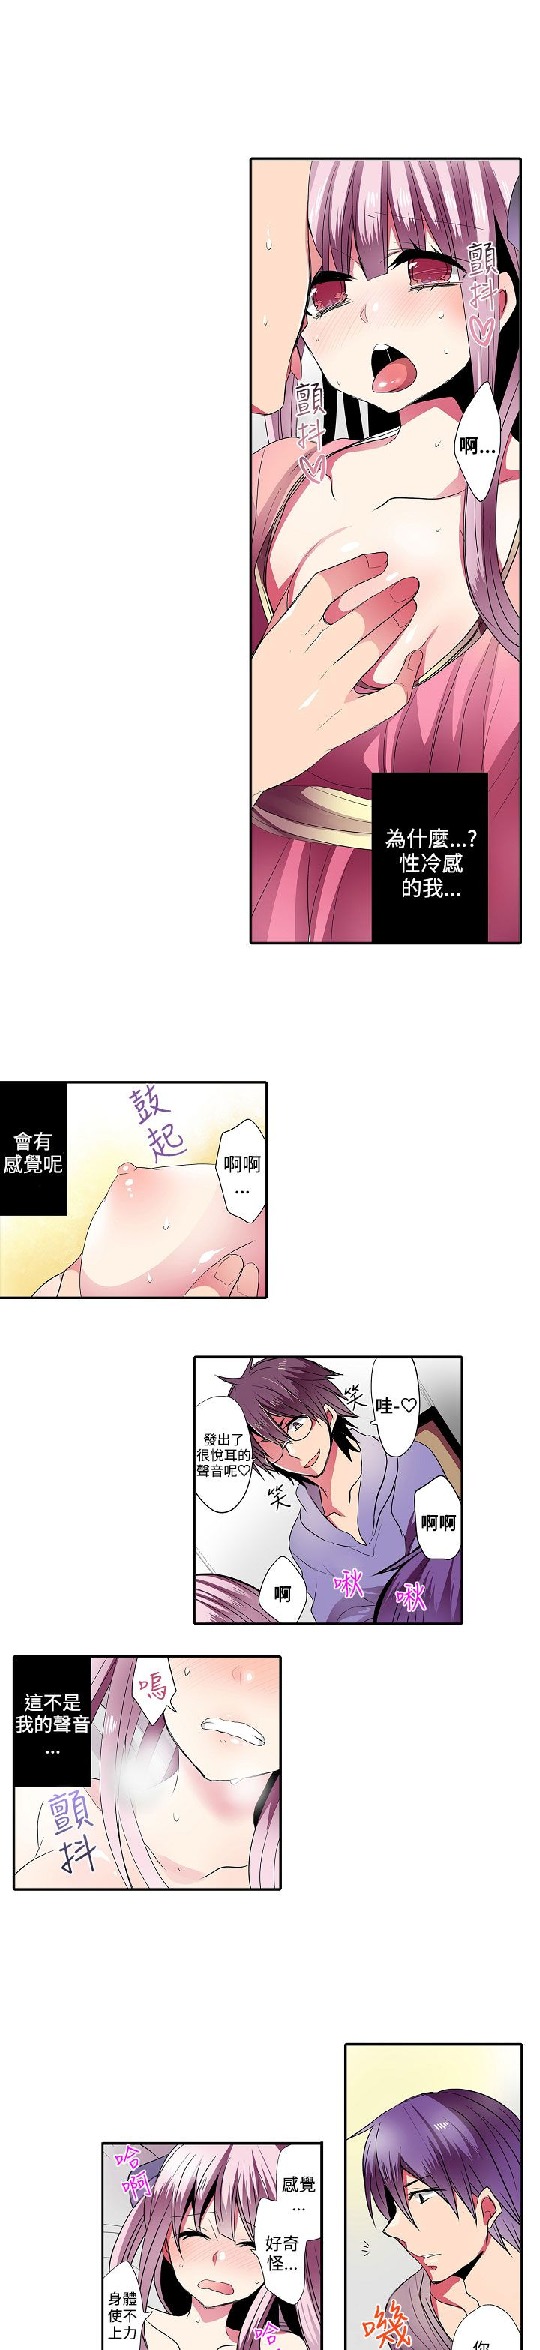 顫抖♡
顫抖♡
啊…
為什麼…?
性冷感
的我…
會有
感覺呢
鼓起
啊啊
…
哇-♡
笑
發出了
很悅耳的
聲音呢♡
笑
啊啊
啊
啾
啾
這不是
我的聲音
…
嗚
顫抖
哈啊
感覺
…
好奇
怪…
身體
使不
上力
嘰
你